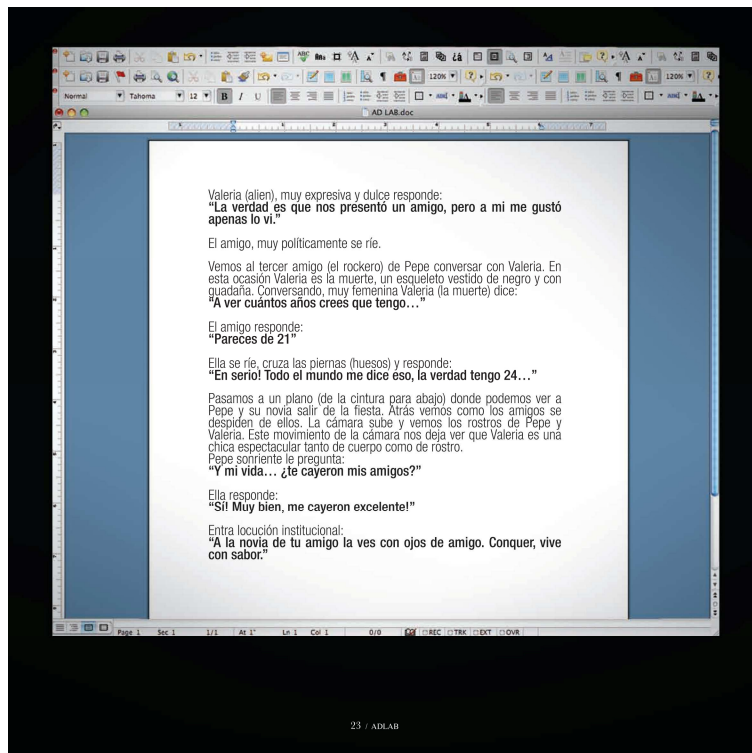 Normal Tahoma 12 B I U
120%
120%
AD LAB.doc
Valeria (alien), muy expresiva y dulce responde:
“La verdad es que nos presentó un amigo, pero a mi me gustó
apenas lo vi.”
El amigo, muy políticamente se ríe.
Vemos al tercer amigo (el rockero) de Pepe conversar con Valeria. En
esta ocasión Valeria es la muerte, un esqueleto vestido de negro y con
guadaña. Conversando, muy femenina Valeria (la muerte) dice:
“A ver cuántos años crees que tengo…”
El amigo responde:
“Pareces de 21”
Ella se ríe, cruza las piernas (huesos) y responde:
“En serio! Todo el mundo me dice eso, la verdad tengo 24…”
Pasamos a un plano (de la cintura para abajo) donde podemos ver a
Pepe y su novia salir de la fiesta. Atrás vemos como los amigos se
despiden de ellos. La cámara sube y vemos los rostros de Pepe y
Valeria. Este movimiento de la cámara nos deja ver que Valeria es una
chica espectacular tanto de cuerpo como de rostro.
Pepe sonriente le pregunta:
“Y mi vida… ¿te cayeron mis amigos?”
Ella responde:
“Sí! Muy bien, me cayeron excelente!”
Entra locución institucional:
“A la novia de tu amigo la ves con ojos de amigo. Conquer, vive
con sabor.”
Page 1 Sec 1 1/1 At 1" Ln 1 Col 1 0/0 REC TRK EXT OVR
23 / ADLAB